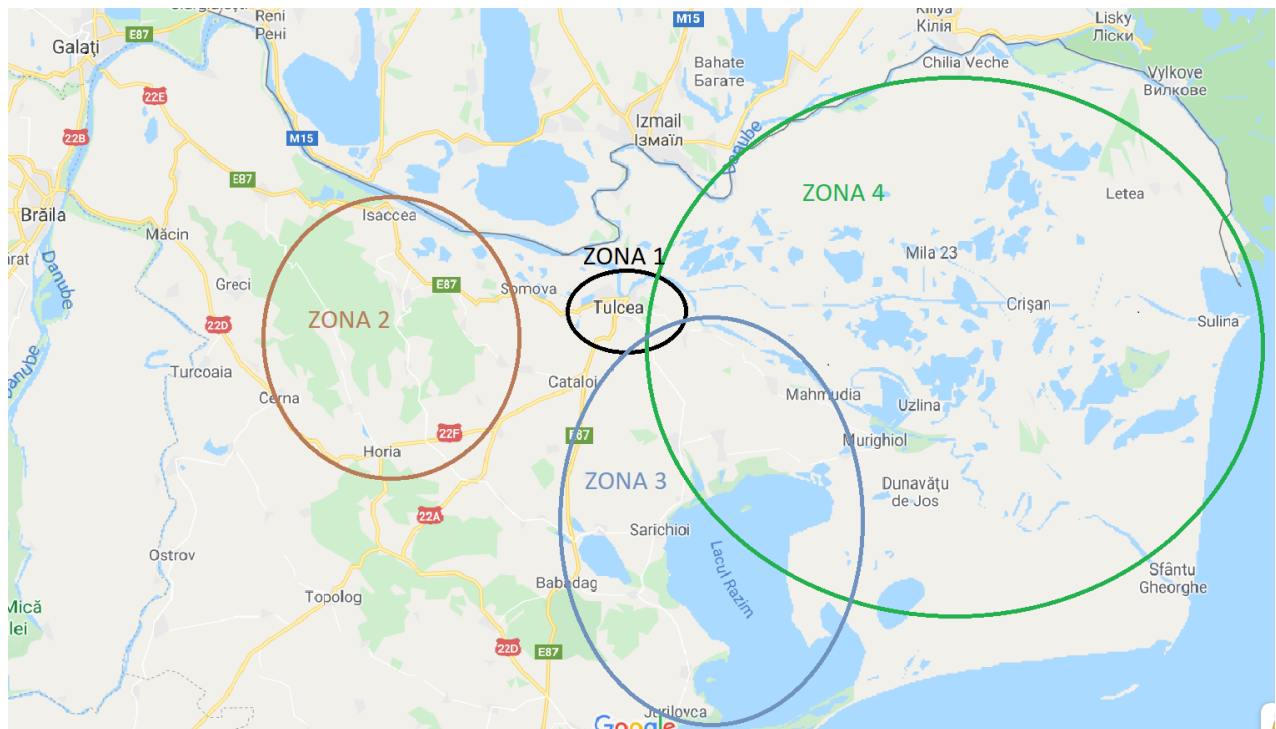 Reni
Рені
Galați
E87
M15
Kiliya
Кілія
Lisky
Ліски
Bahate
Багате
Chilia Veche
Vylkove
Вилкове
22E
22B
M15
Izmail
Ізмаїл
Danube
E87
ZONA 4
Letea
Brăila
Isaccea
Măcin
ZONA 1
Mila 23
Danube
Greci
E87
Somova
Tulcea
Crișan
ZONA 2
22D
Sulina
Danube
Turcoaia
Cataloi
Mahmudia
Cerna
Uzlina
22F
E87
Murighiol
Horia
ZONA 3
Dunavățu
de Jos
22A
Sarichioi
Ostrov
Lacul Razim
Babadag
Sfântu
Gheorghe
Topolog
Mică
22D
E87
Jurilovca
Google